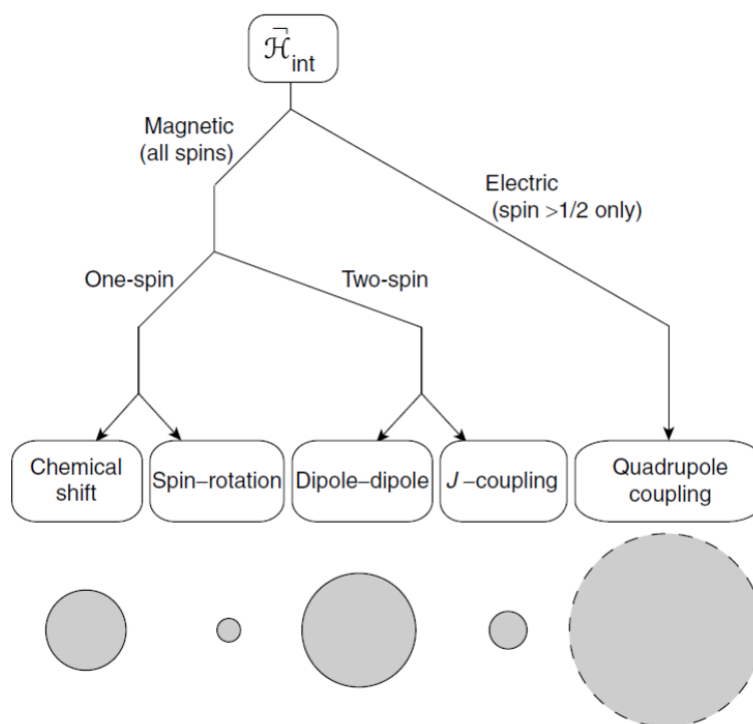 ℋ̅int
Magnetic
(all spins)
Electric
(spin >1/2 only)
One-spin
Two-spin
Chemical
shift
Spin–rotation
Dipole–dipole
J–coupling
Quadrupole
coupling